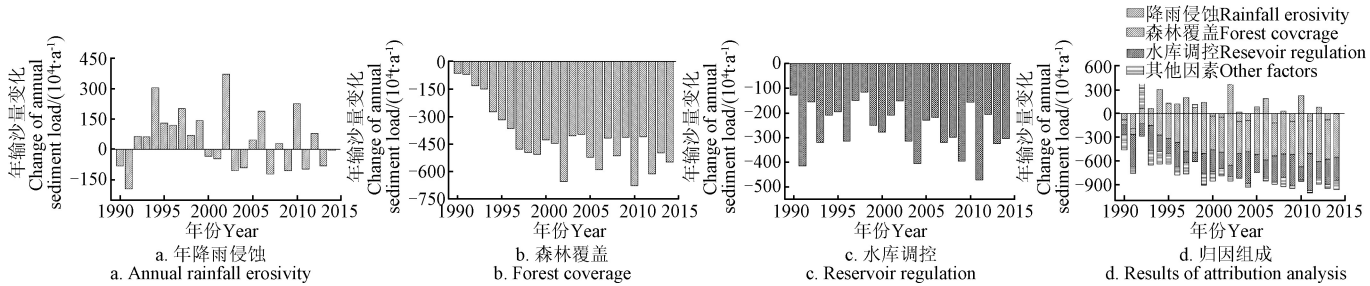 年输沙量变化
Change of annual
sediment load/(10⁴t·a⁻¹)
450
300
150
0
−150
1990 1995 2000 2005 2010 2015
年份Year
a. 年降雨侵蚀
a. Annual rainfall erosivity
年输沙量变化
Change of annual
sediment load/(10⁴t·a⁻¹)
0
−150
−300
−450
−600
−750
1990 1995 2000 2005 2010 2015
年份Year
b. 森林覆盖
b. Forest coverage
年输沙量变化
Change of annual
sediment load/(10⁴t·a⁻¹)
0
−100
−200
−300
−400
−500
1990 1995 2000 2005 2010 2015
年份Year
c. 水库调控
c. Reservoir regulation
降雨侵蚀Rainfall erosivity
森林覆盖Forest covcrage
水库调控Resevoir regulation
其他因素Other factors
年输沙量变化
Change of annual
sediment load/(10⁴t·a⁻¹)
600
300
0
−300
−600
−900
1990 1995 2000 2005 2010 2015
年份Year
d. 归因组成
d. Results of attribution analysis